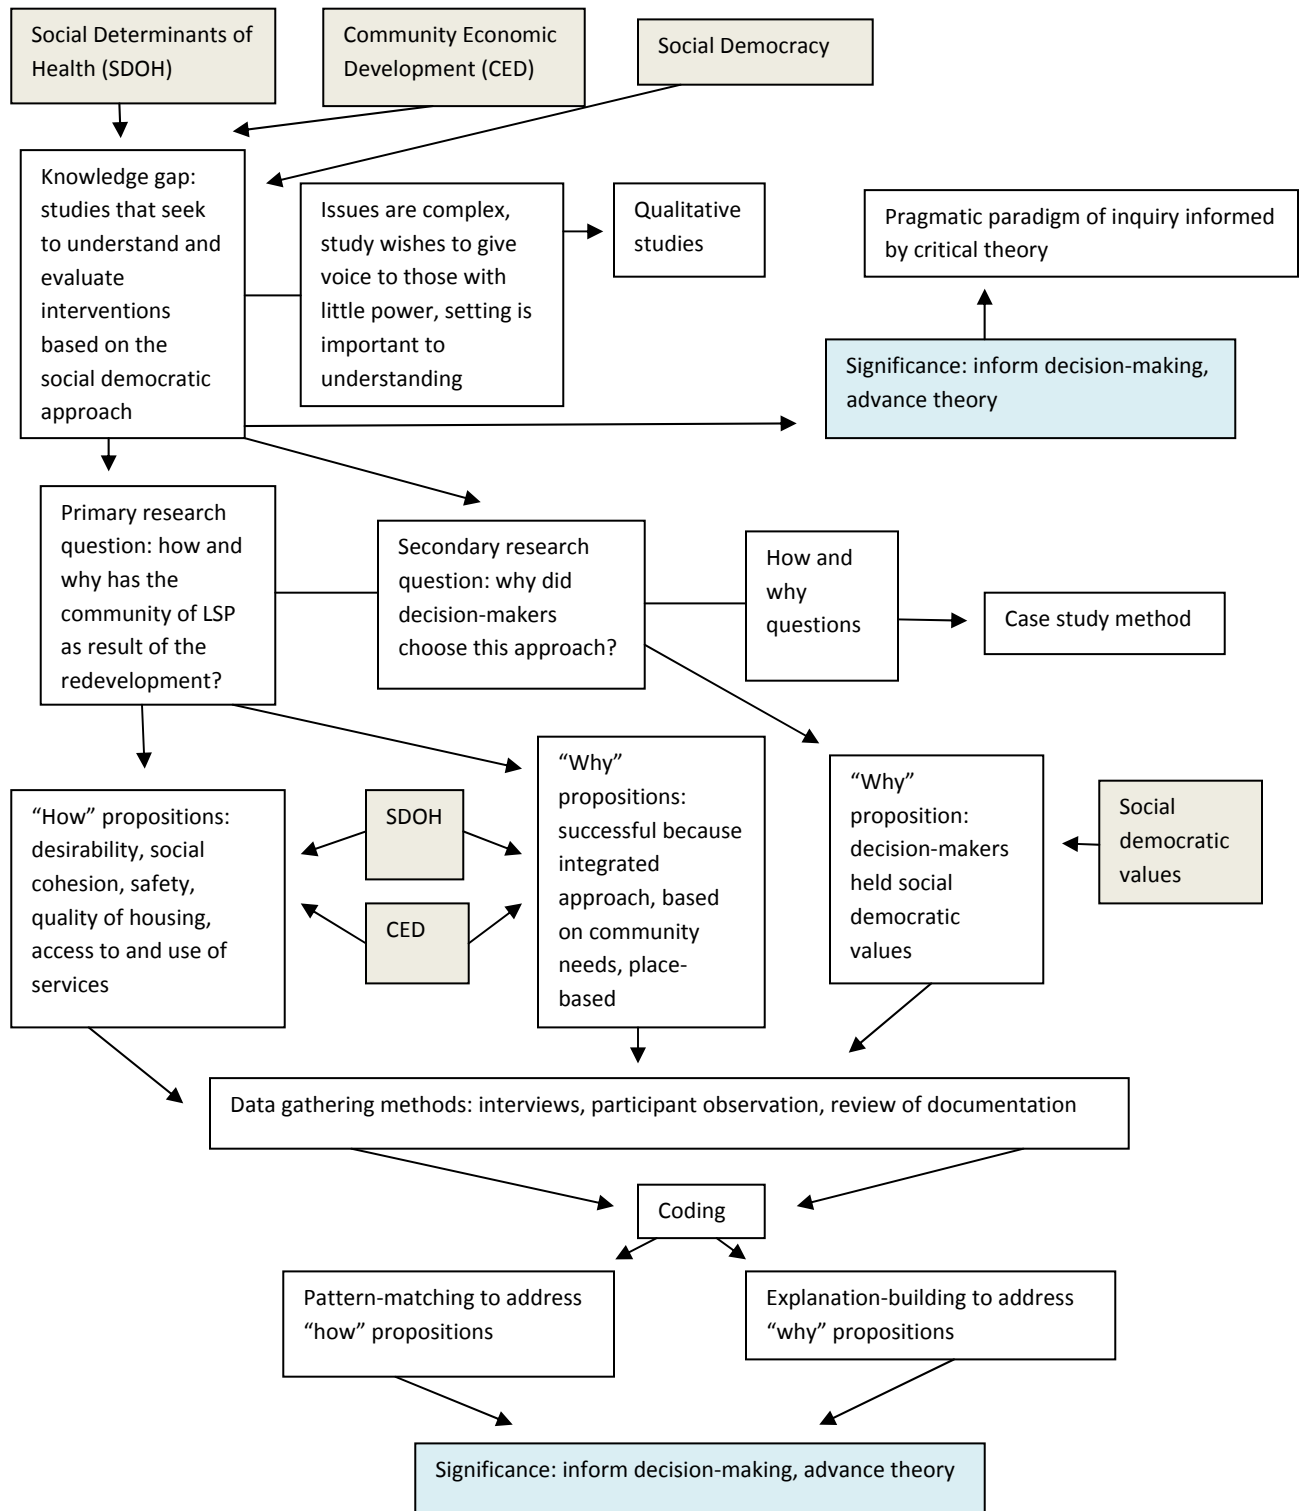 Social Determinants of
Health (SDOH)
Community Economic
Development (CED)
Social Democracy
Knowledge gap:
studies that seek
to understand and
evaluate
interventions
based on the
social democratic
approach
Issues are complex,
study wishes to give
voice to those with
little power, setting is
important to
understanding
Qualitative
studies
Pragmatic paradigm of inquiry informed
by critical theory
Significance: inform decision-making,
advance theory
Primary research
question: how and
why has the
community of LSP
as result of the
redevelopment?
Secondary research
question: why did
decision-makers
choose this approach?
How and
why
questions
Case study method
“How” propositions:
desirability, social
cohesion, safety,
quality of housing,
access to and use of
services
SDOH
CED
“Why”
propositions:
successful because
integrated
approach, based
on community
needs, place-
based
“Why”
proposition:
decision-makers
held social
democratic
values
Social
democratic
values
Data gathering methods: interviews, participant observation, review of documentation
Coding
Pattern-matching to address
“how” propositions
Explanation-building to address
“why” propositions
Significance: inform decision-making, advance theory